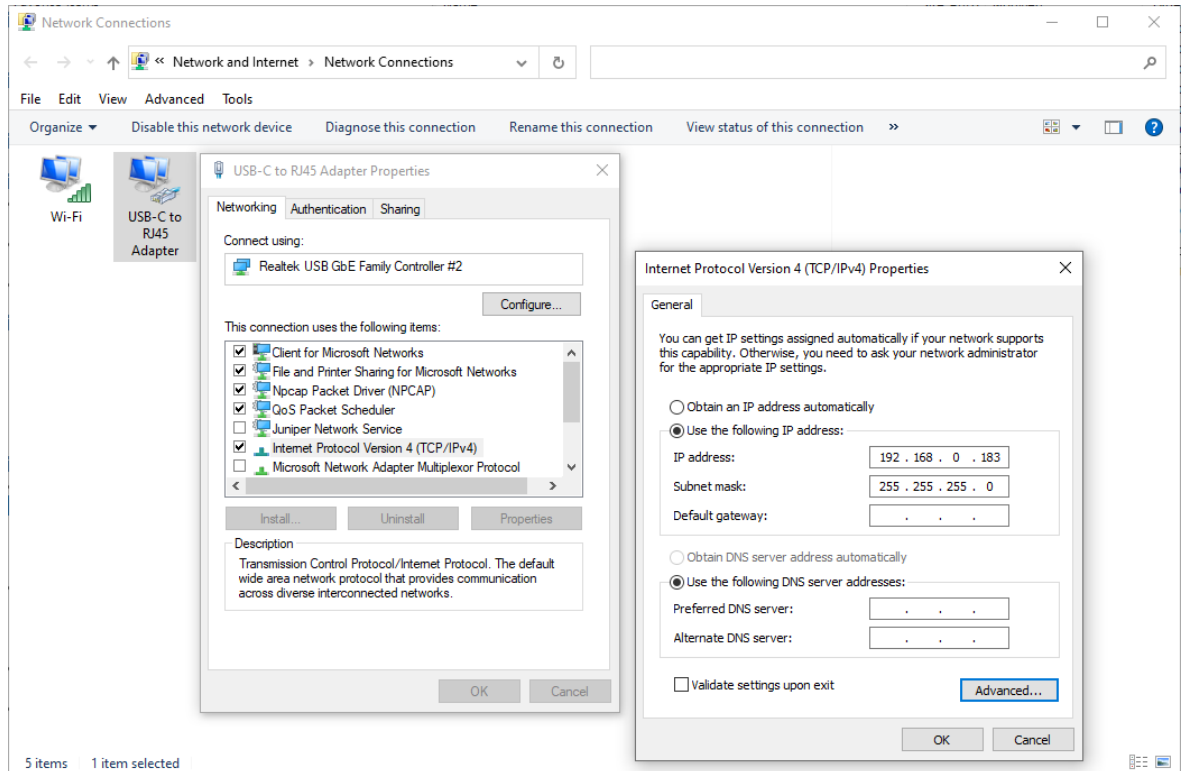 Network Connections
« Network and Internet › Network Connections
File Edit View Advanced Tools
Organize Disable this network device Diagnose this connection Rename this connection View status of this connection »
Wi-Fi
USB-C to
RJ45
Adapter
USB-C to RJ45 Adapter Properties
Networking Authentication Sharing
Connect using:
Realtek USB GbE Family Controller #2
Configure...
This connection uses the following items:
Client for Microsoft Networks
File and Printer Sharing for Microsoft Networks
Npcap Packet Driver (NPCAP)
QoS Packet Scheduler
Juniper Network Service
Internet Protocol Version 4 (TCP/IPv4)
Microsoft Network Adapter Multiplexor Protocol
Install... Uninstall Properties
Description
Transmission Control Protocol/Internet Protocol. The default
wide area network protocol that provides communication
across diverse interconnected networks.
OK Cancel
Internet Protocol Version 4 (TCP/IPv4) Properties
General
You can get IP settings assigned automatically if your network supports
this capability. Otherwise, you need to ask your network administrator
for the appropriate IP settings.
Obtain an IP address automatically
Use the following IP address:
IP address: 192 . 168 . 0 . 183
Subnet mask: 255 . 255 . 255 . 0
Default gateway: . . .
Obtain DNS server address automatically
Use the following DNS server addresses:
Preferred DNS server: . . .
Alternate DNS server: . . .
Validate settings upon exit
Advanced...
OK Cancel
5 items 1 item selected